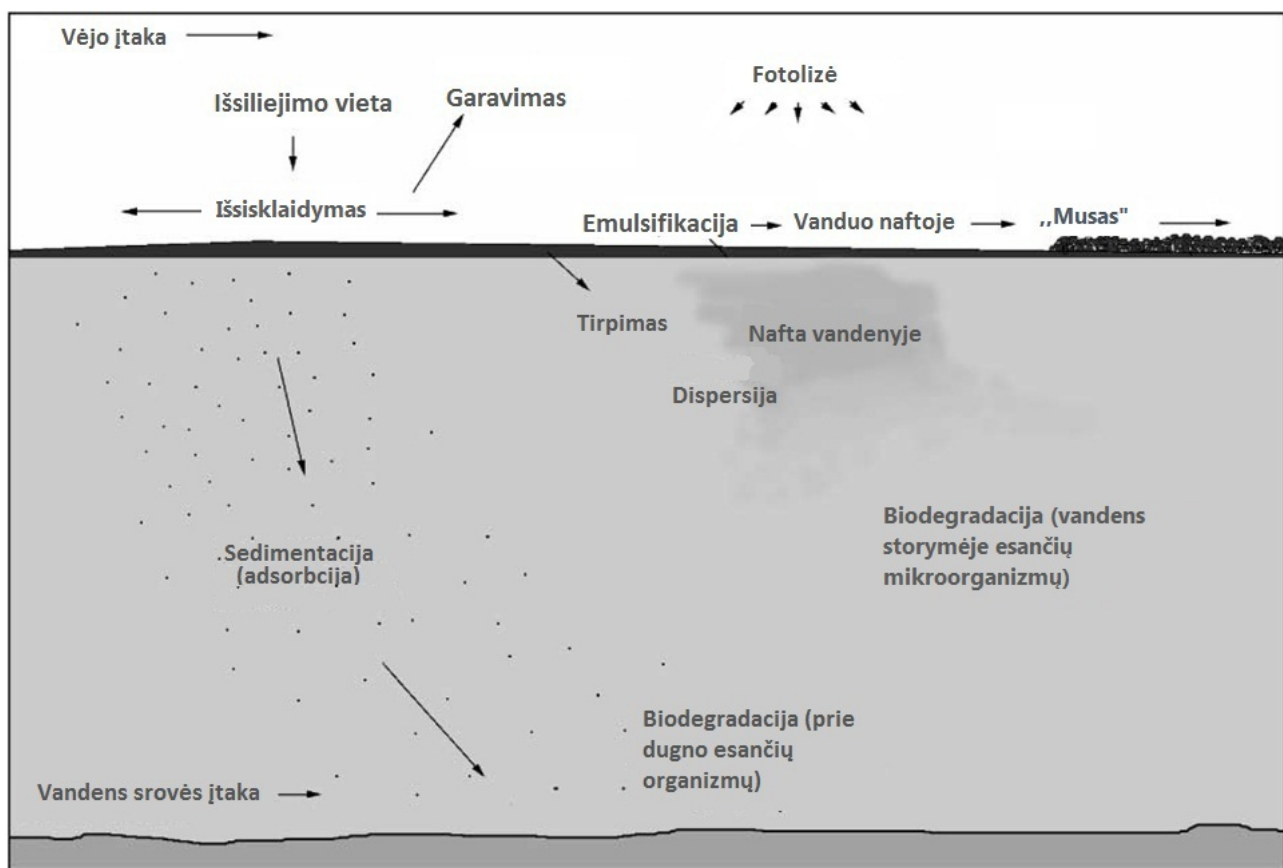 Vėjo įtaka
Fotolizė
Išsiliejimo vieta
Garavimas
Išsisklaidymas
Emulsifikacija
Vanduo naftoje
,,Musas"
Tirpimas
Nafta vandenyje
Dispersija
Biodegradacija (vandens
storymėje esančių
mikroorganizmų)
Sedimentacija
(adsorbcija)
Biodegradacija (prie
dugno esančių
organizmų)
Vandens srovės įtaka